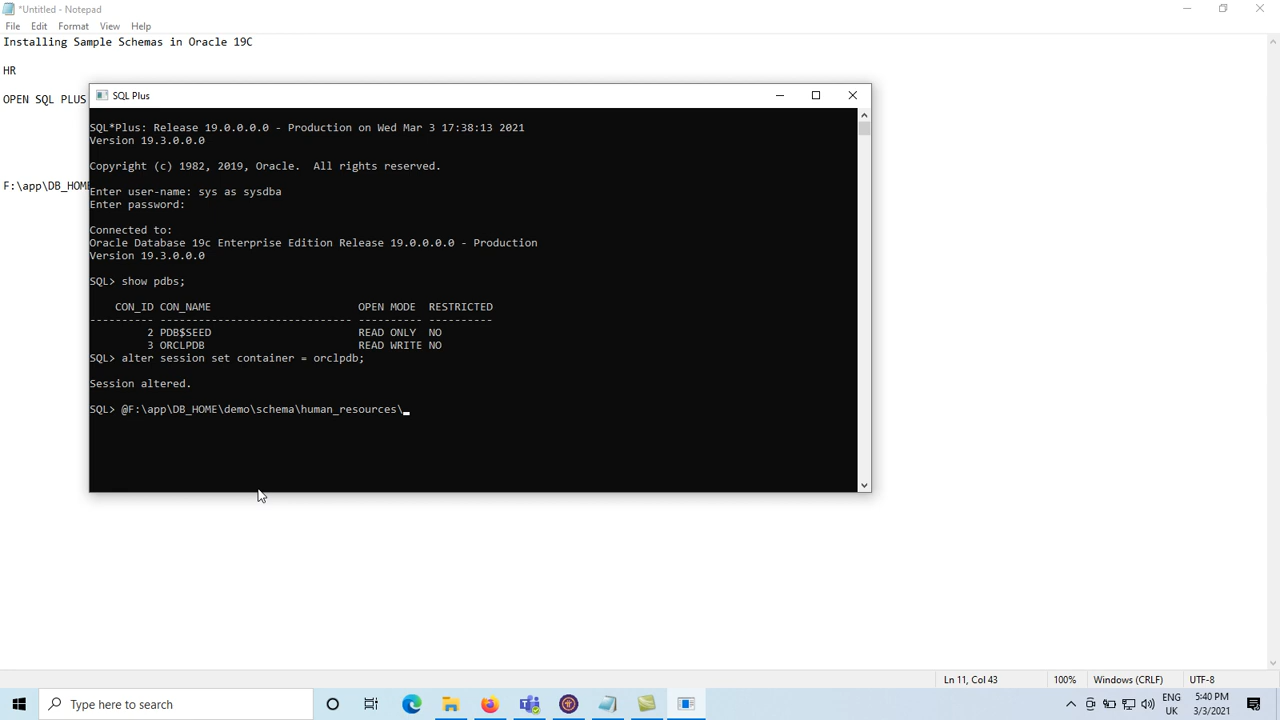 *Untitled - Notepad
File Edit Format View Help
Installing Sample Schemas in Oracle 19C
HR
OPEN SQL PLUS
F:\app\DB_HOME
SQL Plus
SQL*Plus: Release 19.0.0.0.0 - Production on Wed Mar 3 17:38:13 2021
Version 19.3.0.0.0
Copyright (c) 1982, 2019, Oracle.  All rights reserved.
Enter user-name: sys as sysdba
Enter password:
Connected to:
Oracle Database 19c Enterprise Edition Release 19.0.0.0.0 - Production
Version 19.3.0.0.0
SQL> show pdbs;
CON_ID CON_NAME OPEN MODE RESTRICTED
---------- ------------------------------ ---------- ----------
2 PDB$SEED READ ONLY NO
3 ORCLPDB READ WRITE NO
SQL> alter session set container = orclpdb;
Session altered.
SQL> @F:\app\DB_HOME\demo\schema\human_resources\
Ln 11, Col 43 100% Windows (CRLF) UTF-8
Type here to search
ENG 5:40 PM
UK 3/3/2021